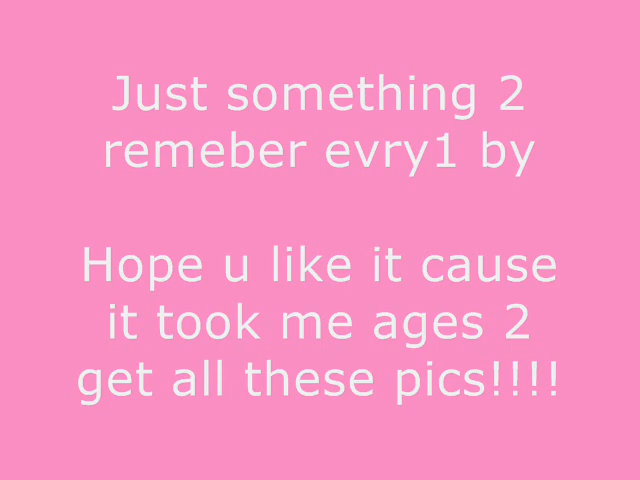 Just something 2
remeber evry1 by
Hope u like it cause
it took me ages 2
get all these pics!!!!